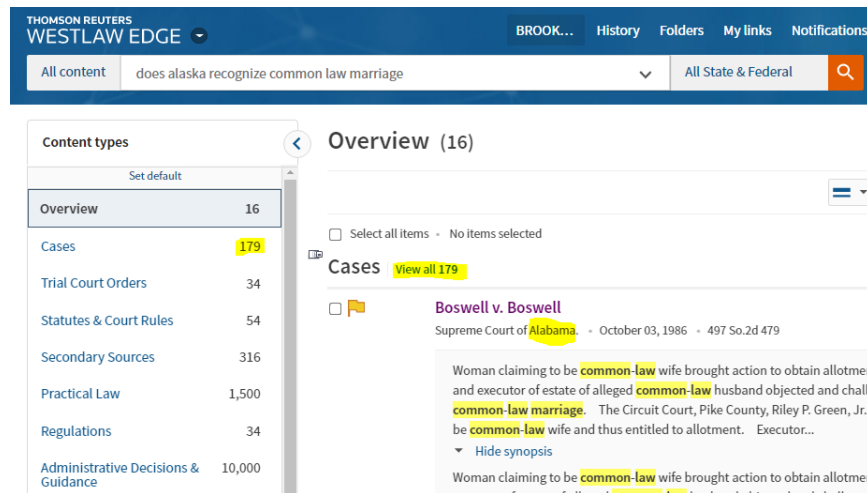 THOMSON REUTERS
WESTLAW EDGE
BROOK... History Folders My links Notifications
All content does alaska recognize common law marriage All State & Federal
Content types
Set default
Overview 16
Cases 179
Trial Court Orders 34
Statutes & Court Rules 54
Secondary Sources 316
Practical Law 1,500
Regulations 34
Administrative Decisions & Guidance 10,000
Overview (16)
Select all items • No items selected
Cases View all 179
Boswell v. Boswell
Supreme Court of Alabama. • October 03, 1986 • 497 So.2d 479
Woman claiming to be common-law wife brought action to obtain allotme
and executor of estate of alleged common-law husband objected and chall
common-law marriage. The Circuit Court, Pike County, Riley P. Green, Jr.
be common-law wife and thus entitled to allotment. Executor...
Hide synopsis
Woman claiming to be common-law wife brought action to obtain allotme